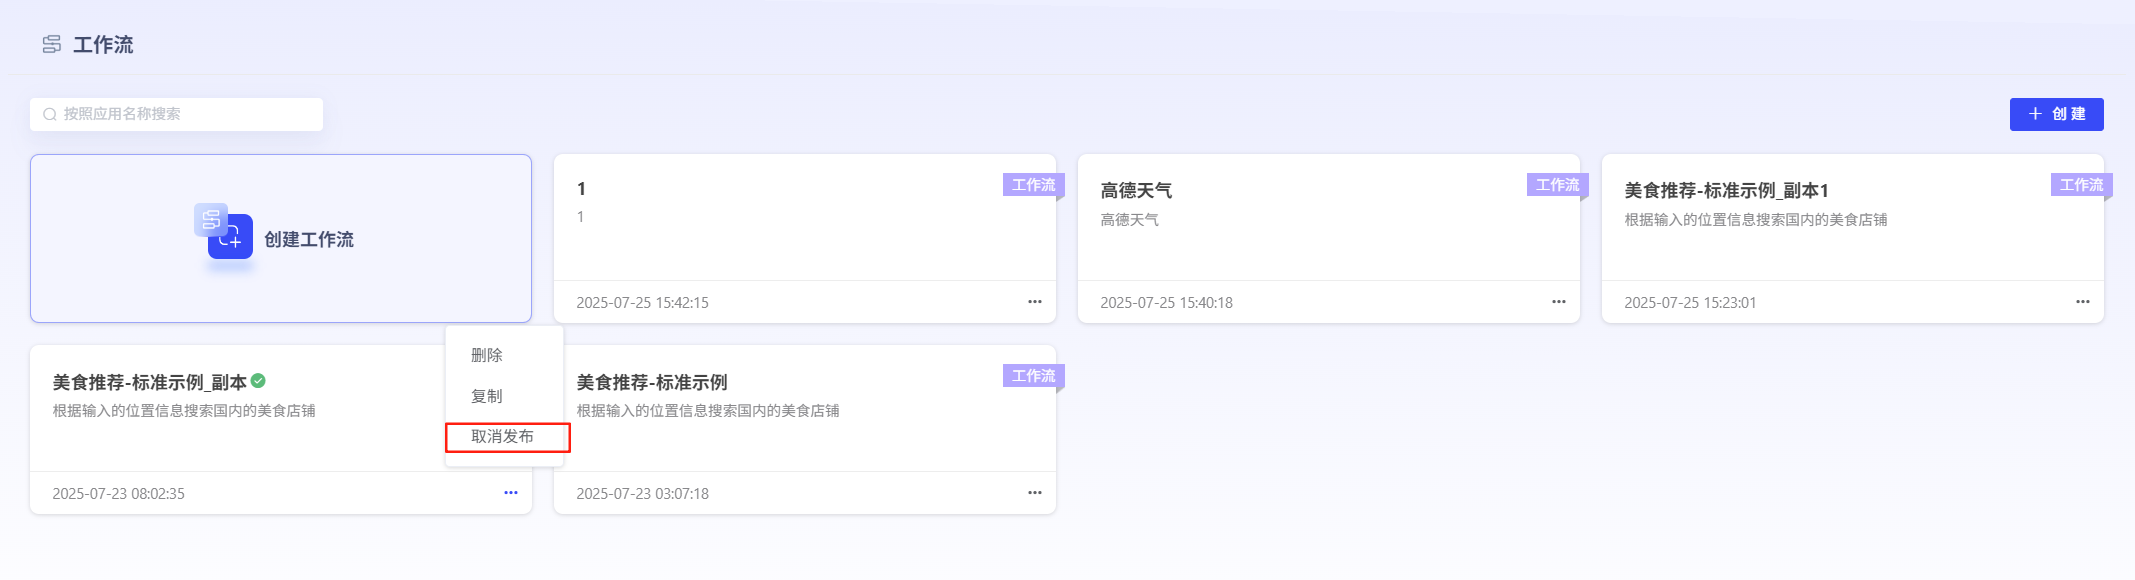 工作流
按照应用名称搜索
创 建
创建工作流
1
工作流
1
2025-07-25 15:42:15
高德天气
工作流
高德天气
2025-07-25 15:40:18
美食推荐-标准示例_副本1
工作流
根据输入的位置信息搜索国内的美食店铺
2025-07-25 15:23:01
美食推荐-标准示例_副本
根据输入的位置信息搜索国内的美食店铺
2025-07-23 08:02:35
删除
复制
取消发布
美食推荐-标准示例
工作流
根据输入的位置信息搜索国内的美食店铺
2025-07-23 03:07:18